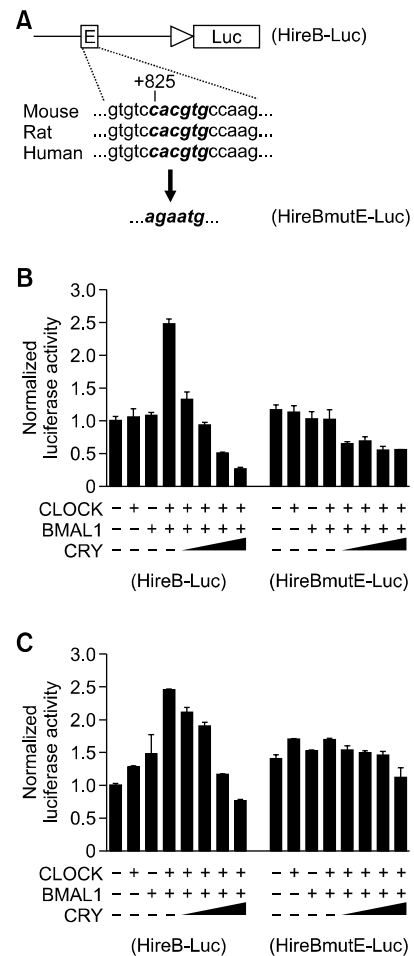 A
E Luc (HireB-Luc)
+825
Mouse ...gtgtccacgtgccaag...
Rat ...gtgtccacgtgccaag...
Human ...gtgtccacgtgccaag...
...agaatg... (HireBmutE-Luc)
B
Normalized luciferase activity
3.0
2.5
2.0
1.5
1.0
0.5
0
CLOCK – + – + + + + + – + – + + + + +
BMAL1 – – + + + + + + – – + + + + + +
CRY – – – – – – – –
(HireB-Luc) (HireBmutE-Luc)
C
Normalized luciferase activity
3.0
2.5
2.0
1.5
1.0
0.5
0
CLOCK – + – + + + + + – + – + + + + +
BMAL1 – – + + + + + + – – + + + + + +
CRY – – – – – – – –
(HireB-Luc) (HireBmutE-Luc)